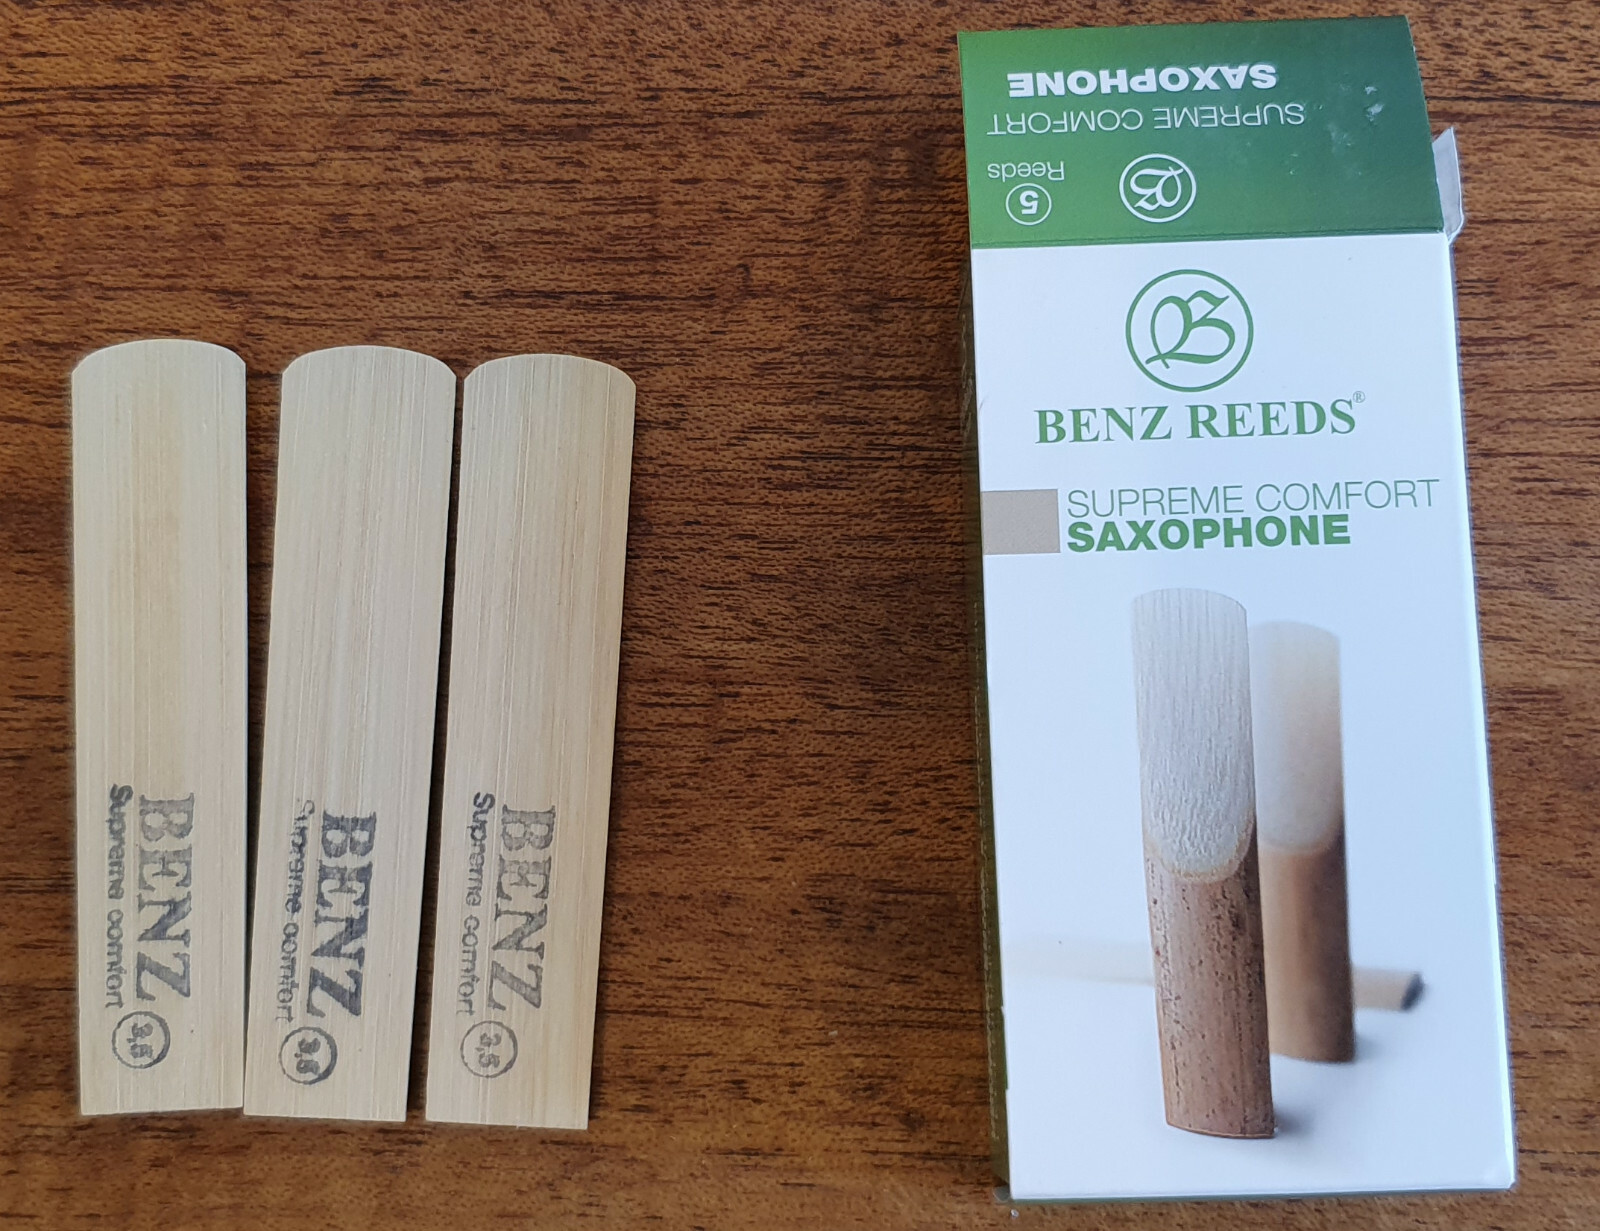 BENZ
Supreme comfort
3,5
BENZ
Supreme comfort
3,5
BENZ
Supreme comfort
3,5
SAXOPHONE
SUPREME COMFORT
Reeds
5
B
B
BENZ REEDS®
SUPREME COMFORT
SAXOPHONE